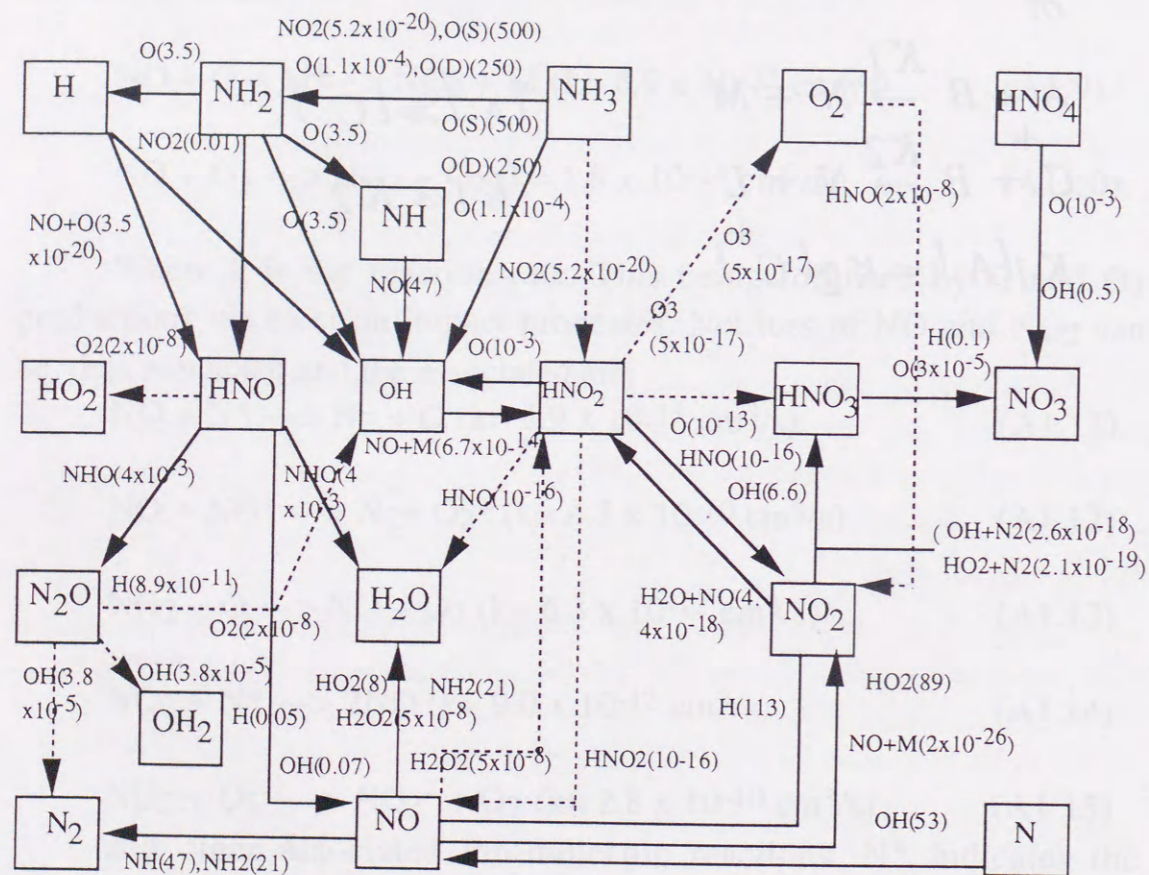 NO2(5.2x10-20),O(S)(500)
O(3.5)
O(1.1x10-4),O(D)(250)
H
NH2
NH3
O2
HNO4
O(S)(500)
NO2(0.01)
O(3.5)
O(D)(250)
HNO(2x10-8)
NH
O(1.1x10-4)
O(10-3)
NO+O(3.5
x10-20)
O(3.5)
O3
(5x10-17)
NO2(5.2x10-20)
NO(47)
OH(0.5)
O3
(5x10-17)
O2(2x10-8)
O(10-3)
H(0.1)
O(3x10-5)
HO2
HNO
OH
HNO2
HNO3
NO3
NO+M(6.7x10-14)
O(10-15)
NHO(4x10-3)
NHO(4
x10-3)
HNO(10-16)
HNO(10-16)
OH(6.6)
( OH+N2(2.6x10-18)
HO2+N2(2.1x10-19)
N2O
H(8.9x10-11)
H2O
H2O+NO(4
4x10-18)
NO2
O2(2x10-8)
OH(3.8
x10-5)
OH(3.8x10-5)
OH2
HO2(8)
NH2(21)
HO2(89)
H(0.05)
H2O2(5x10-8)
H(113)
NO+M(2x10-26)
OH(0.07)
H2O2(5x10-8)
HNO2(10-16)
N2
NO
OH(53)
N
NH(47),NH2(21)